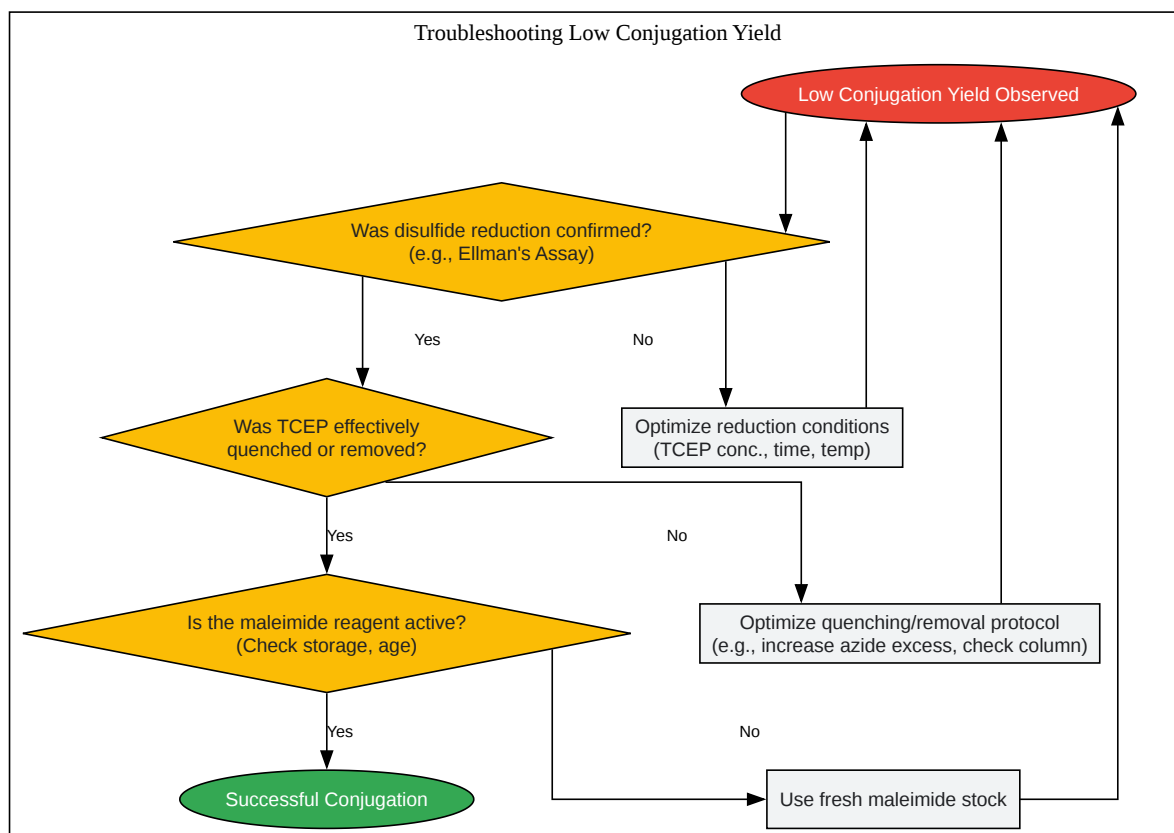 Troubleshooting Low Conjugation Yield
Low Conjugation Yield Observed
Was disulfide reduction confirmed?
(e.g., Ellman's Assay)
Yes
No
Was TCEP effectively
quenched or removed?
Optimize reduction conditions
(TCEP conc., time, temp)
Yes
No
Is the maleimide reagent active?
(Check storage, age)
Optimize quenching/removal protocol
(e.g., increase azide excess, check column)
Yes
No
Successful Conjugation
Use fresh maleimide stock